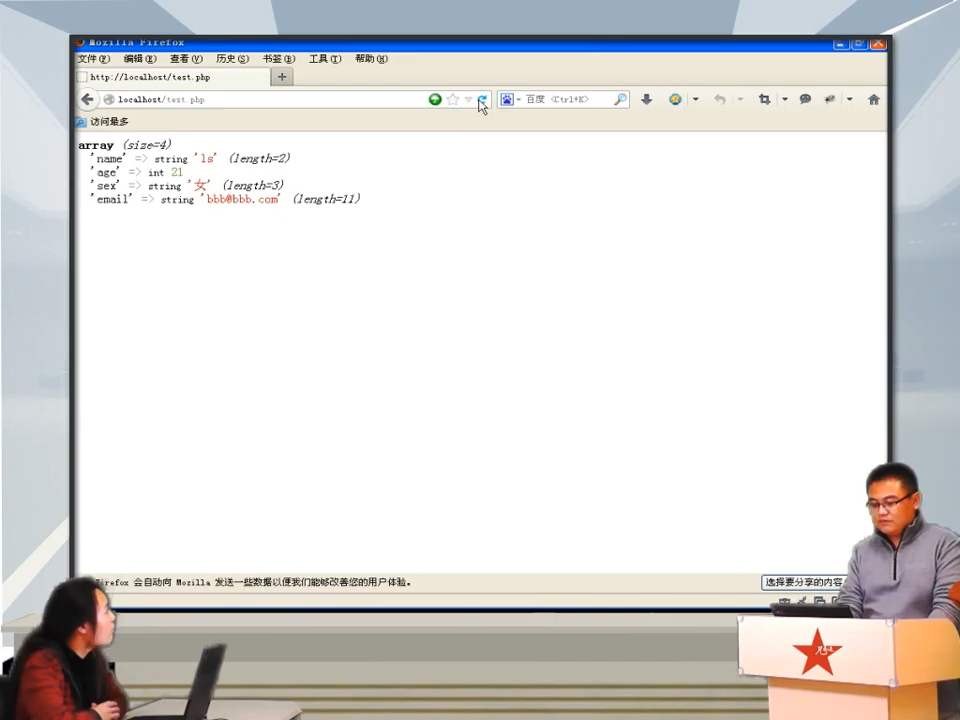 Mozilla Firefox
文件(F) 编辑(E) 查看(V) 历史(S) 书签(B) 工具(T) 帮助(H)
http://localhost/test.php
localhost/test.php 百度 <Ctrl+K>
访问最多
array (size=4)
'name' => string 'ls' (length=2)
'age' => int 21
'sex' => string '女' (length=3)
'email' => string 'bbb@bbb.com' (length=11)
Firefox 会自动向 Mozilla 发送一些数据以便我们能够改善您的用户体验。 选择要分享的内容